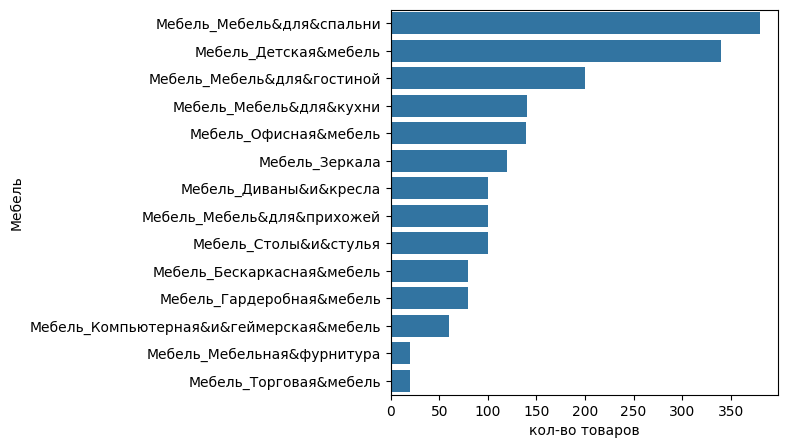 Мебель_Мебель&для&спальни
Мебель_Детская&мебель
Мебель_Мебель&для&гостиной
Мебель_Мебель&для&кухни
Мебель_Офисная&мебель
Мебель_Зеркала
Мебель_Диваны&и&кресла
Мебель_Мебель&для&прихожей
Мебель_Столы&и&стулья
Мебель_Бескаркасная&мебель
Мебель_Гардеробная&мебель
Мебель_Компьютерная&и&геймерская&мебель
Мебель_Мебельная&фурнитура
Мебель_Торговая&мебель
Мебель
0 50 100 150 200 250 300 350
кол-во товаров